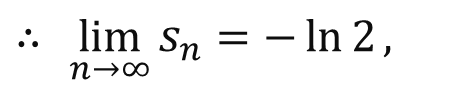 ∴ lim_{n→∞} s_n = − ln 2 ,